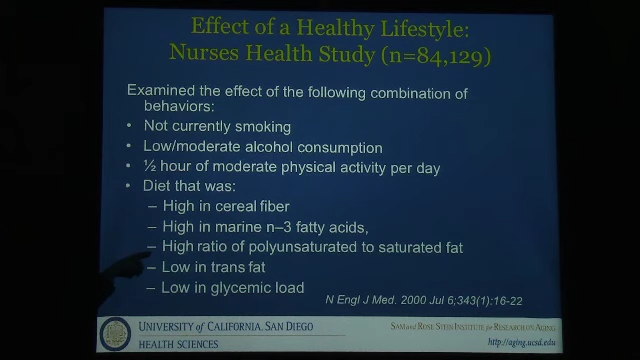 Effect of a Healthy Lifestyle:
Nurses Health Study (n=84,129)
Examined the effect of the following combination of
behaviors:
• Not currently smoking
• Low/moderate alcohol consumption
• ½ hour of moderate physical activity per day
• Diet that was:
– High in cereal fiber
– High in marine n–3 fatty acids,
– High ratio of polyunsaturated to saturated fat
– Low in trans fat
– Low in glycemic load
N Engl J Med. 2000 Jul 6;343(1):16-22
UNIVERSITY OF CALIFORNIA, SAN DIEGO
HEALTH SCIENCES
SAM AND ROSE STEIN INSTITUTE for RESEARCH ON AGING
http://aging.ucsd.edu